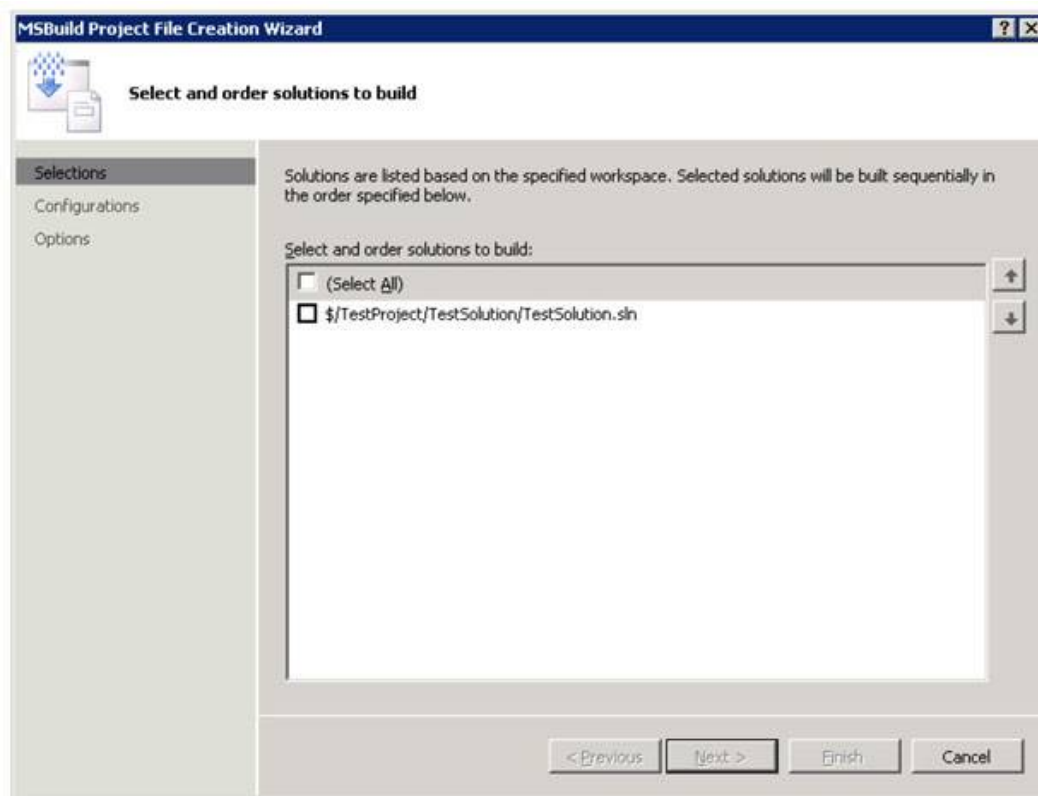 MSBuild Project File Creation Wizard
Select and order solutions to build
Selections
Configurations
Options
Solutions are listed based on the specified workspace. Selected solutions will be built sequentially in
the order specified below.
Select and order solutions to build:
(Select All)
$/TestProject/TestSolution/TestSolution.sln
< Previous
Next >
Finish
Cancel